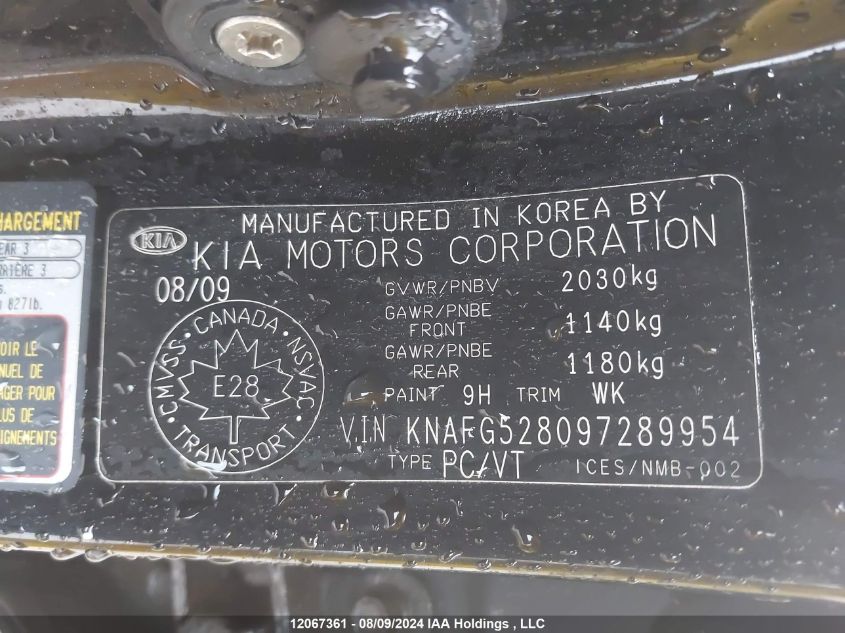 HARGEMENT
EAR 3
RIÈRE 3
s.
827lb.
OIR LE
NUEL DE
AGER POUR
LUS DE
IGNEMENTS
MANUFACTURED IN KOREA BY
KIA KIA MOTORS CORPORATION
08/09
GVWR/PNBV 2030kg
GAWR/PNBE FRONT 1140kg
GAWR/PNBE REAR 1180kg
PAINT 9H TRIM WK
CANADA · NSVAC · TRANSPORT · CMVSS
E28
V.I.N KNAFG528097289954
TYPE PC/VT ICES/NMB-002
12067361 - 08/09/2024 IAA Holdings , LLC